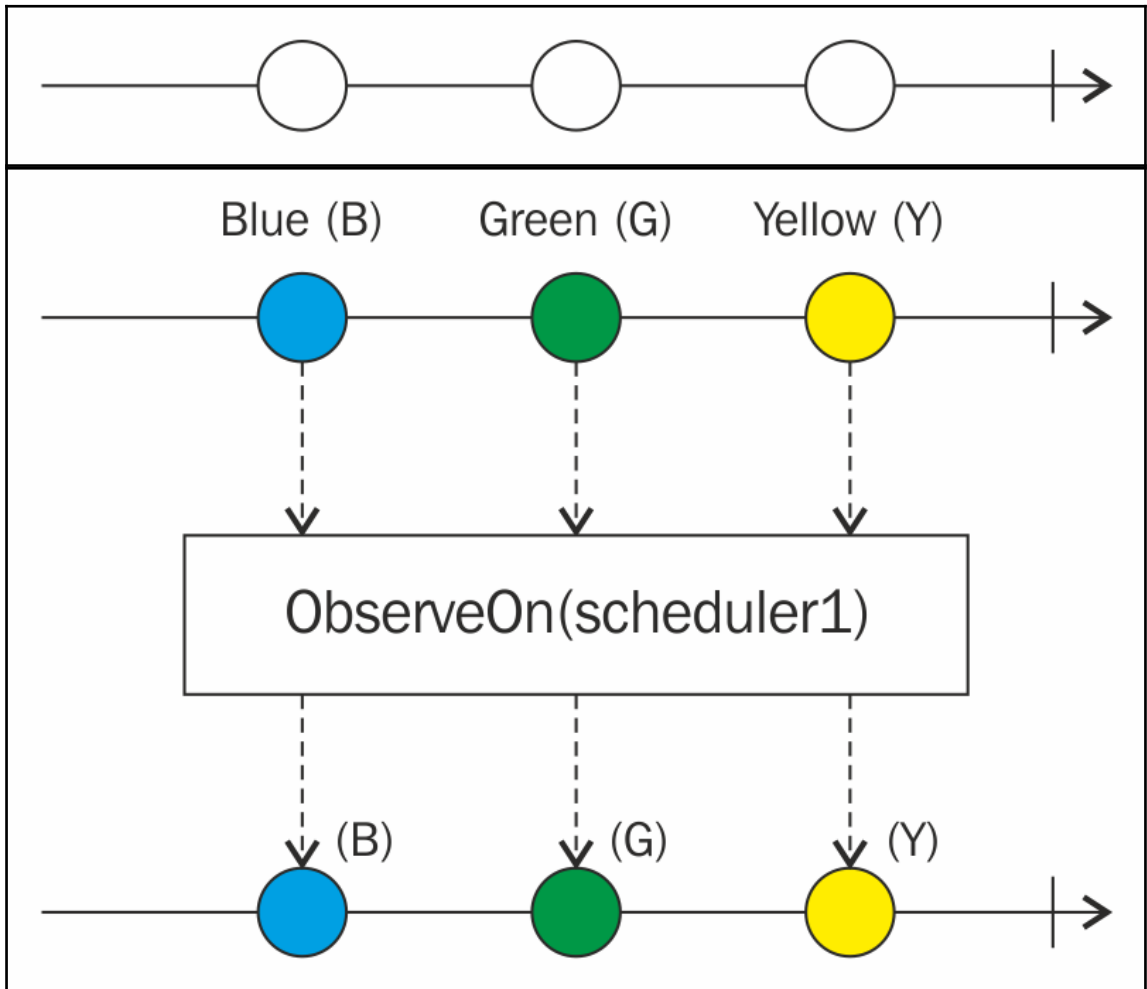 Blue (B) Green (G) Yellow (Y)
ObserveOn(scheduler1)
(B) (G) (Y)